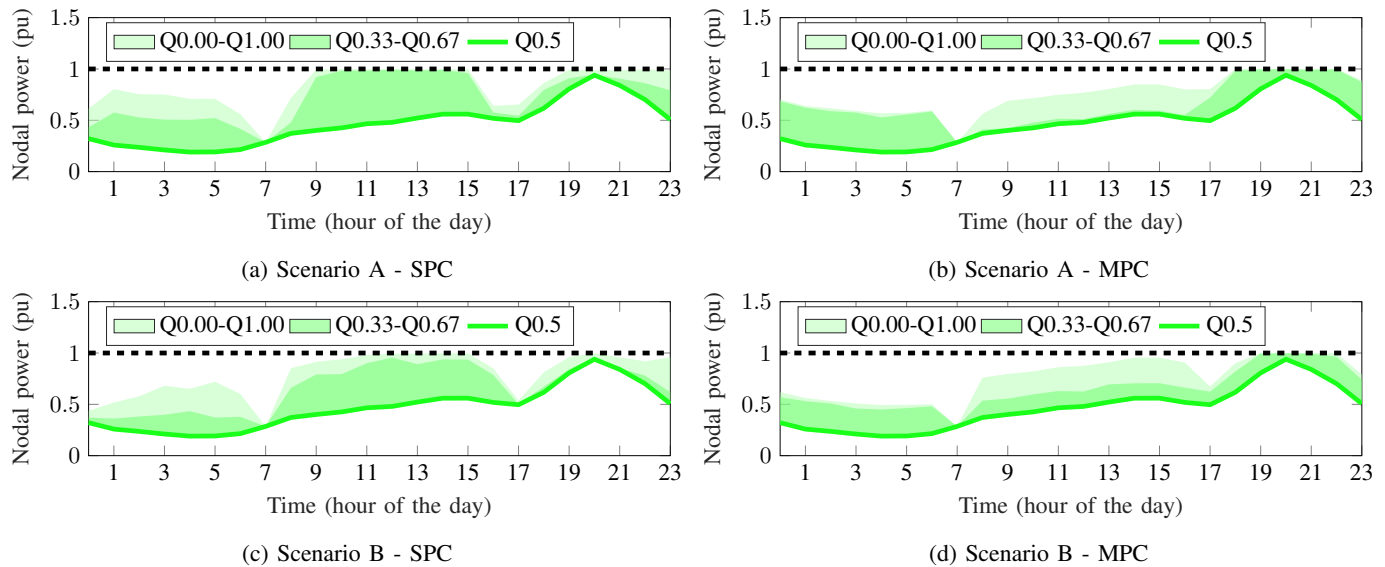 1.5
1
0.5
0
Nodal power (pu)
Q0.00-Q1.00 Q0.33-Q0.67 Q0.5
1 3 5 7 9 11 13 15 17 19 21 23
Time (hour of the day)
(a) Scenario A - SPC
1.5
1
0.5
0
Nodal power (pu)
Q0.00-Q1.00 Q0.33-Q0.67 Q0.5
1 3 5 7 9 11 13 15 17 19 21 23
Time (hour of the day)
(b) Scenario A - MPC
1.5
1
0.5
0
Nodal power (pu)
Q0.00-Q1.00 Q0.33-Q0.67 Q0.5
1 3 5 7 9 11 13 15 17 19 21 23
Time (hour of the day)
(c) Scenario B - SPC
1.5
1
0.5
0
Nodal power (pu)
Q0.00-Q1.00 Q0.33-Q0.67 Q0.5
1 3 5 7 9 11 13 15 17 19 21 23
Time (hour of the day)
(d) Scenario B - MPC